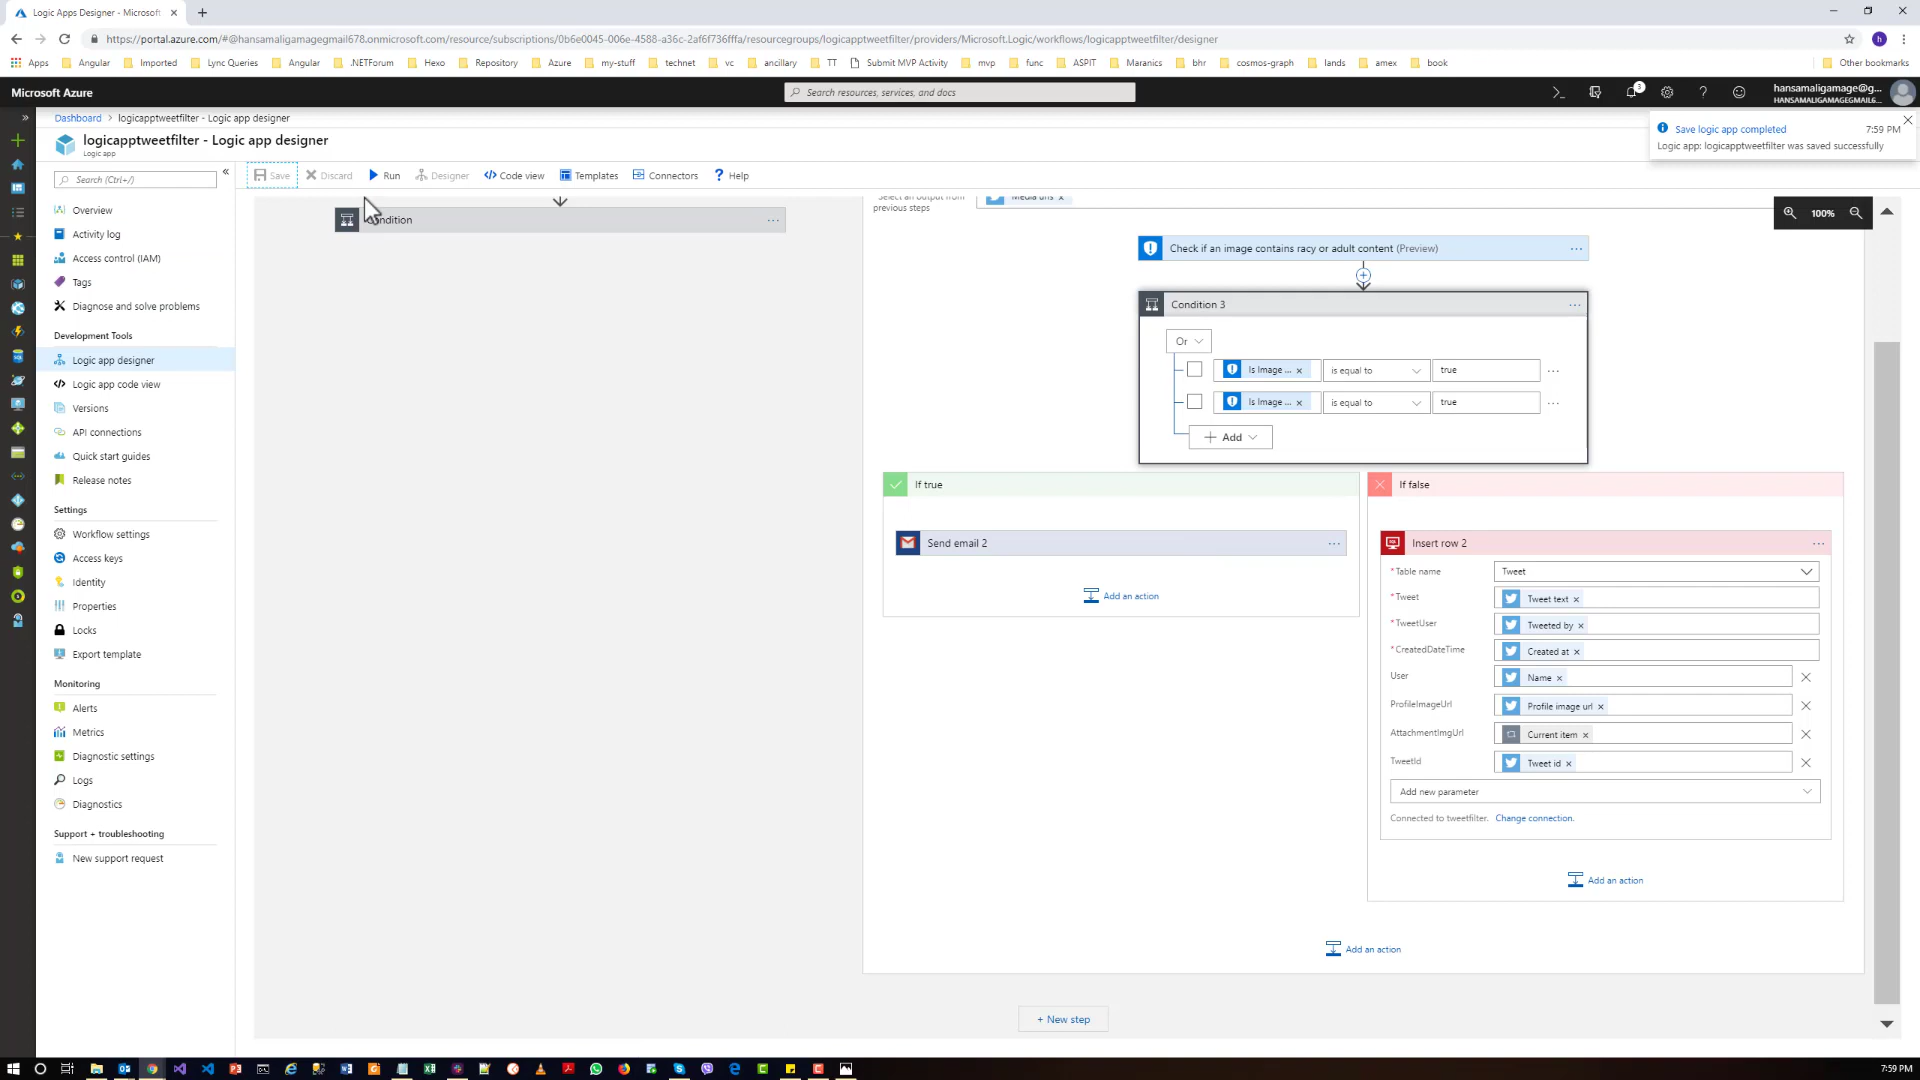 Logic Apps Designer - Microsoft
https://portal.azure.com/#@hansamaligamagegmail678.onmicrosoft.com/resource/subscriptions/0b6e0045-006e-4588-a36c-2af6f736fffa/resourcegroups/logicapptweetfilter/providers/Microsoft.Logic/workflows/logicapptweetfilter/designer
h
Apps Angular Imported Lync Queries Angular .NETForum Hexo Repository Azure my-stuff technet vc ancillary TT Submit MVP Activity mvp func ASPIT Maranics bhr cosmos-graph lands amex book Other bookmarks
Microsoft Azure
Search resources, services, and docs
3
hansamaligamage@g...
HANSAMALIGAMAGEGMAIL6...
Dashboard > logicapptweetfilter - Logic app designer
logicapptweetfilter - Logic app designer
Logic app
Save logic app completed 7:59 PM
Logic app: logicapptweetfilter was saved successfully
Search (Ctrl+/)
Save Discard Run Designer Code view Templates Connectors Help
Overview
Activity log
Access control (IAM)
Tags
Diagnose and solve problems
Development Tools
Logic app designer
Logic app code view
Versions
API connections
Quick start guides
Release notes
Settings
Workflow settings
Access keys
Identity
Properties
Locks
Export template
Monitoring
Alerts
Metrics
Diagnostic settings
Logs
Diagnostics
Support + troubleshooting
New support request
Condition
Select an output from
previous steps
Media urls
100%
Check if an image contains racy or adult content (Preview)
Condition 3
Or
Is Image ... is equal to true
Is Image ... is equal to true
Add
If true
Send email 2
Add an action
If false
Insert row 2
*Table name Tweet
*Tweet Tweet text
*TweetUser Tweeted by
*CreatedDateTime Created at
User Name
ProfileImageUrl Profile image url
AttachmentImgUrl Current item
TweetId Tweet id
Add new parameter
Connected to tweetfilter. Change connection.
Add an action
Add an action
+ New step
7:59 PM